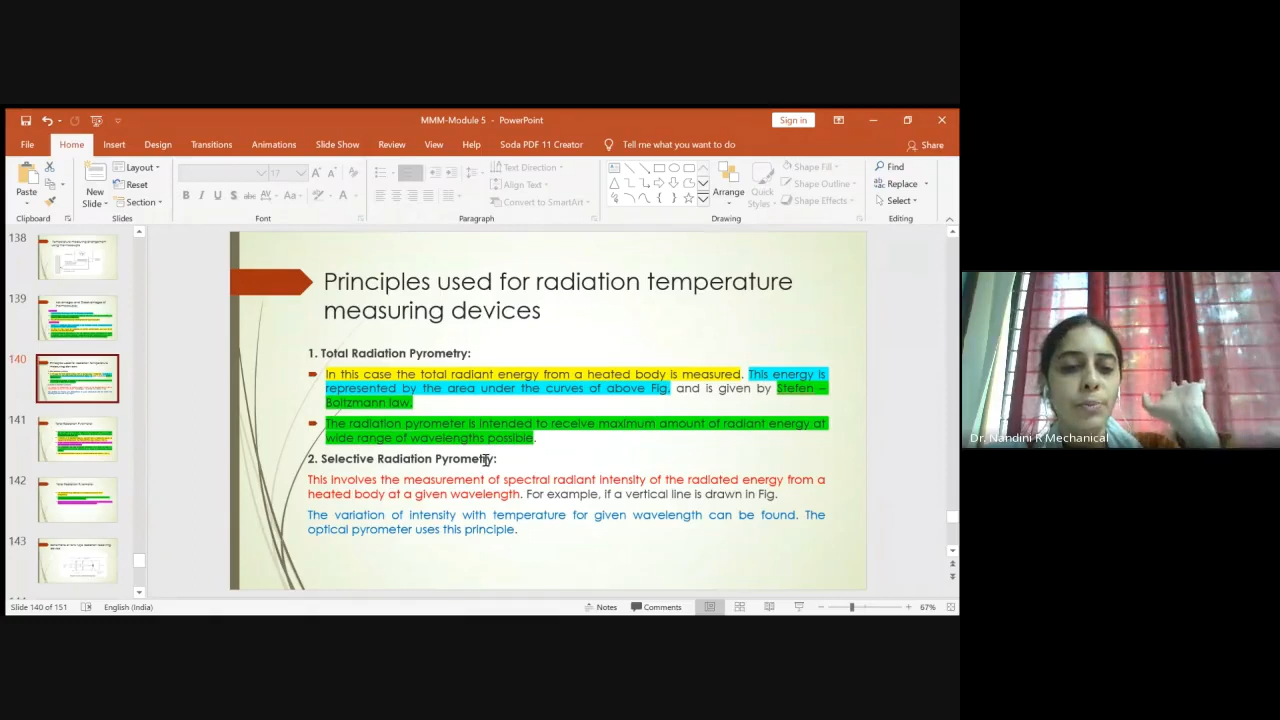 MMM-Module 5 - PowerPoint
Sign in
File Home Insert Design Transitions Animations Slide Show Review View Help Soda PDF 11 Creator Tell me what you want to do Share
Paste
Clipboard
New Slide
Layout
Reset
Section
Slides
17
Font
Text Direction
Align Text
Convert to SmartArt
Paragraph
Arrange
Quick Styles
Shape Fill
Shape Outline
Shape Effects
Drawing
Find
Replace
Select
Editing
138
139
140
141
142
143
Principles used for radiation temperature
measuring devices
1. Total Radiation Pyrometry:
In this case the total radiant energy from a heated body is measured. This energy is
represented by the area under the curves of above Fig. and is given by Stefen –
Boltzmann law.
The radiation pyrometer is intended to receive maximum amount of radiant energy at
wide range of wavelengths possible.
2. Selective Radiation Pyrometry:
This involves the measurement of spectral radiant intensity of the radiated energy from a
heated body at a given wavelength. For example, if a vertical line is drawn in Fig.
The variation of intensity with temperature for given wavelength can be found. The
optical pyrometer uses this principle.
Slide 140 of 151 English (India) Notes Comments 67%
Dr. Nandini R Mechanical